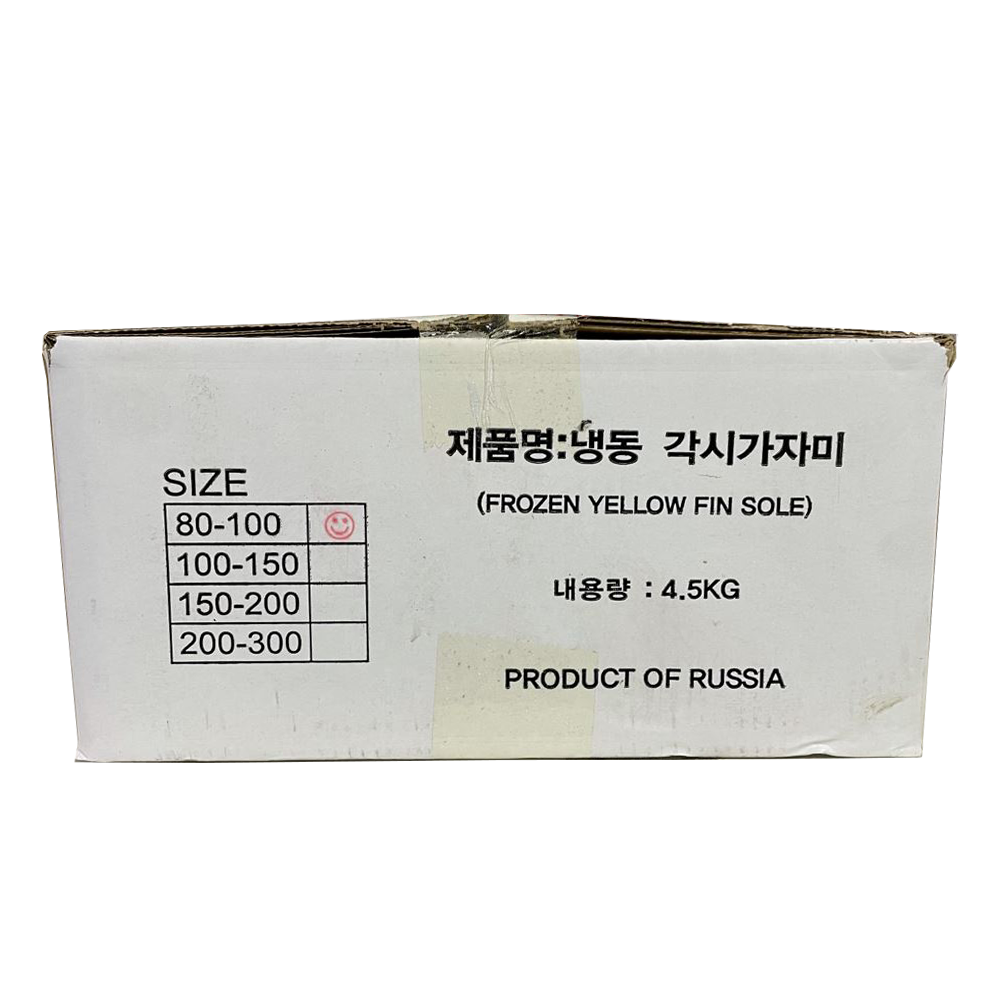 제품명:냉동 각시가자미
(FROZEN YELLOW FIN SOLE)
내용량 : 4.5KG
PRODUCT OF RUSSIA
SIZE
80-100
100-150
150-200
200-300